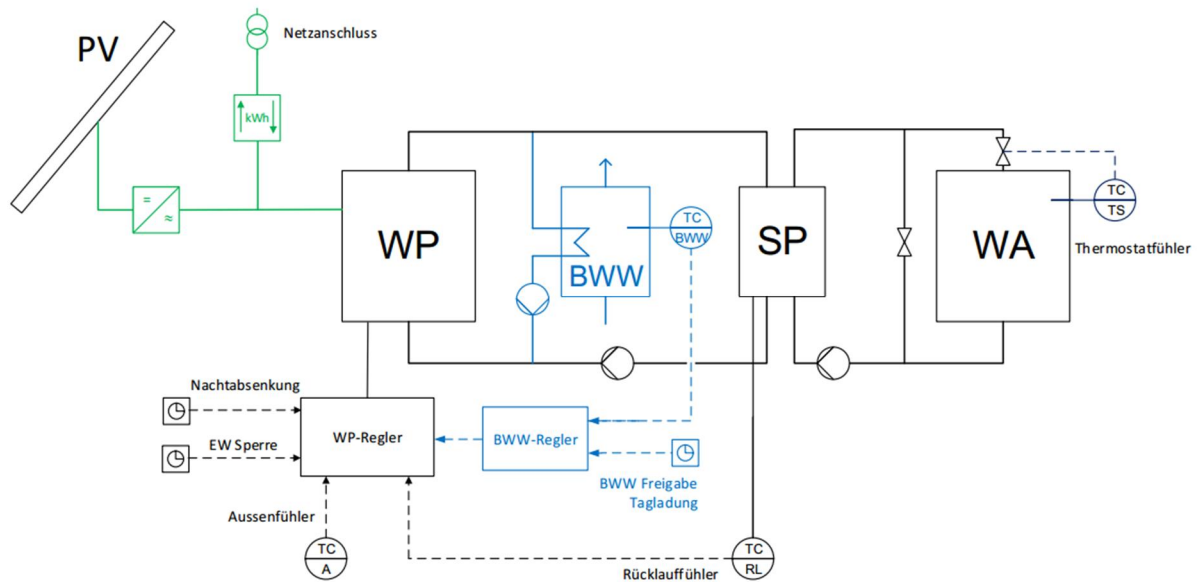 Netzanschluss
PV
kWh
=
≈
WP
BWW
TC
BWW
SP
WA
TC
TS
Thermostatfühler
Nachtabsenkung
EW Sperre
WP-Regler
BWW-Regler
BWW Freigabe
Tagladung
Aussenfühler
TC
A
Rücklauffühler
TC
RL